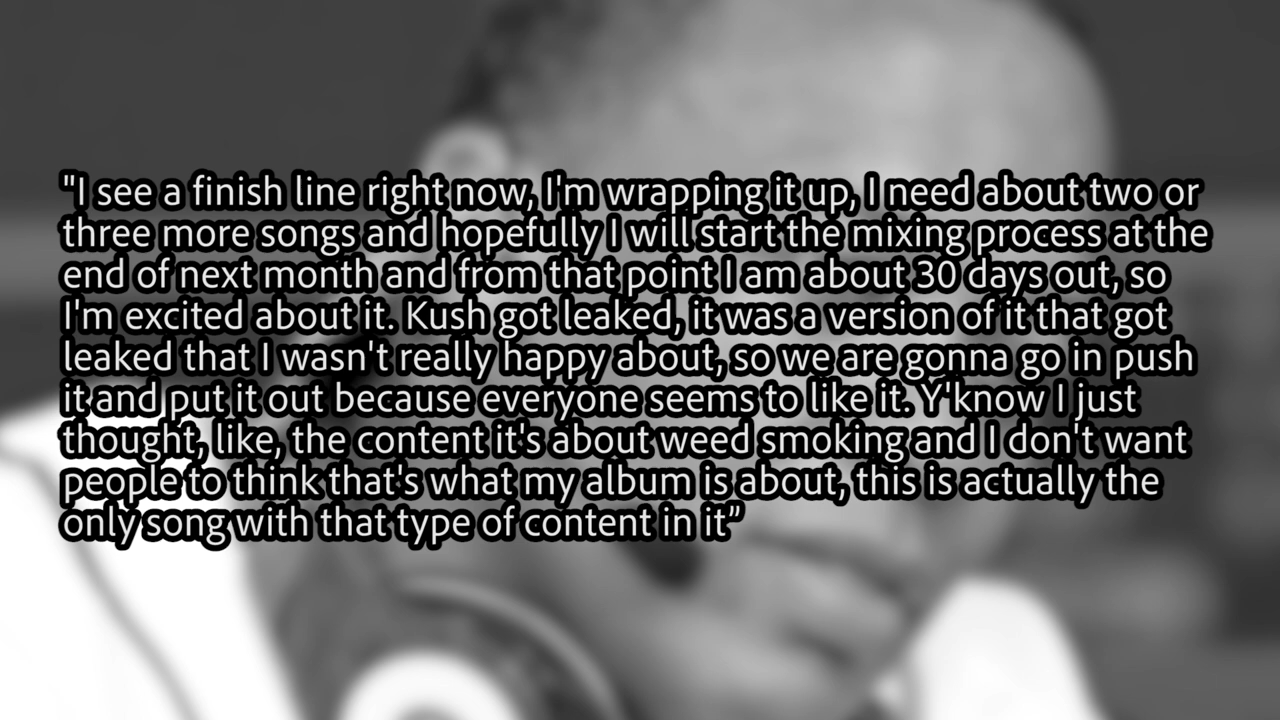 "I see a finish line right now, I'm wrapping it up, I need about two or
three more songs and hopefully I will start the mixing process at the
end of next month and from that point I am about 30 days out, so
I'm excited about it. Kush got leaked, it was a version of it that got
leaked that I wasn't really happy about, so we are gonna go in push
it and put it out because everyone seems to like it. Y'know I just
thought, like, the content it's about weed smoking and I don't want
people to think that's what my album is about, this is actually the
only song with that type of content in it”